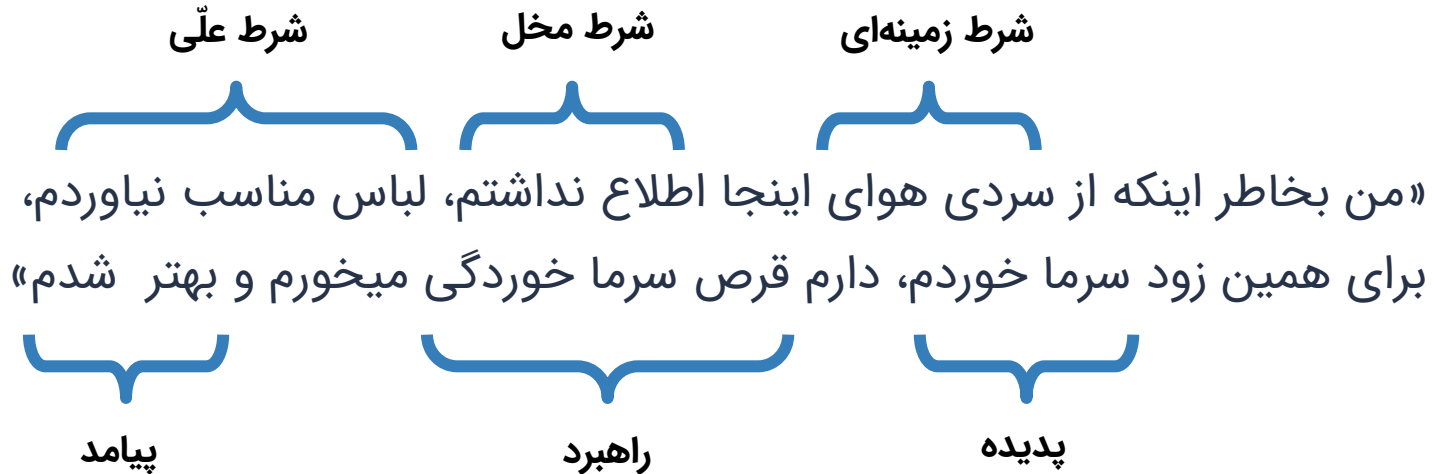 شرط زمینه‌ای شرط مخل شرط علّی
«من بخاطر اینکه از سردی هوای اینجا اطلاع نداشتم، لباس مناسب نیاوردم،
برای همین زود سرما خوردم، دارم قرص سرما خوردگی میخورم و بهتر شدم»
پدیده راهبرد پیامد